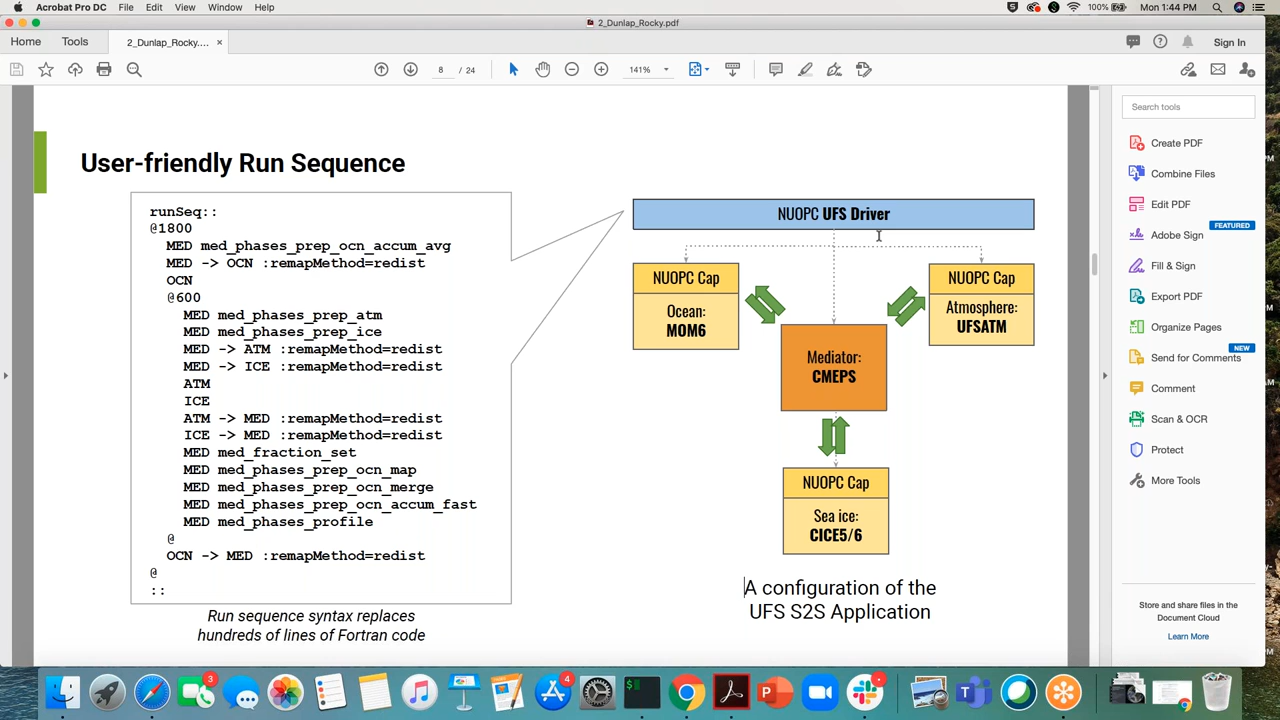 Acrobat Pro DC File Edit View Window Help 100% Mon 1:44 PM
2_Dunlap_Rocky.pdf
Home Tools 2_Dunlap_Rocky.... × Sign In
8 / 24 141%
User-friendly Run Sequence
runSeq::
@1800
MED med_phases_prep_ocn_accum_avg
MED -> OCN :remapMethod=redist
OCN
@600
MED med_phases_prep_atm
MED med_phases_prep_ice
MED -> ATM :remapMethod=redist
MED -> ICE :remapMethod=redist
ATM
ICE
ATM -> MED :remapMethod=redist
ICE -> MED :remapMethod=redist
MED med_fraction_set
MED med_phases_prep_ocn_map
MED med_phases_prep_ocn_merge
MED med_phases_prep_ocn_accum_fast
MED med_phases_profile
@
OCN -> MED :remapMethod=redist
@
::
Run sequence syntax replaces
hundreds of lines of Fortran code
NUOPC UFS Driver
NUOPC Cap
Ocean:
MOM6
NUOPC Cap
Atmosphere:
UFSATM
Mediator:
CMEPS
NUOPC Cap
Sea ice:
CICE5/6
A configuration of the
UFS S2S Application
Search tools
Create PDF
Combine Files
Edit PDF
FEATURED
Adobe Sign
Fill & Sign
Export PDF
Organize Pages
NEW
Send for Comments
Comment
Scan & OCR
Protect
More Tools
Store and share files in the
Document Cloud
Learn More
3
4